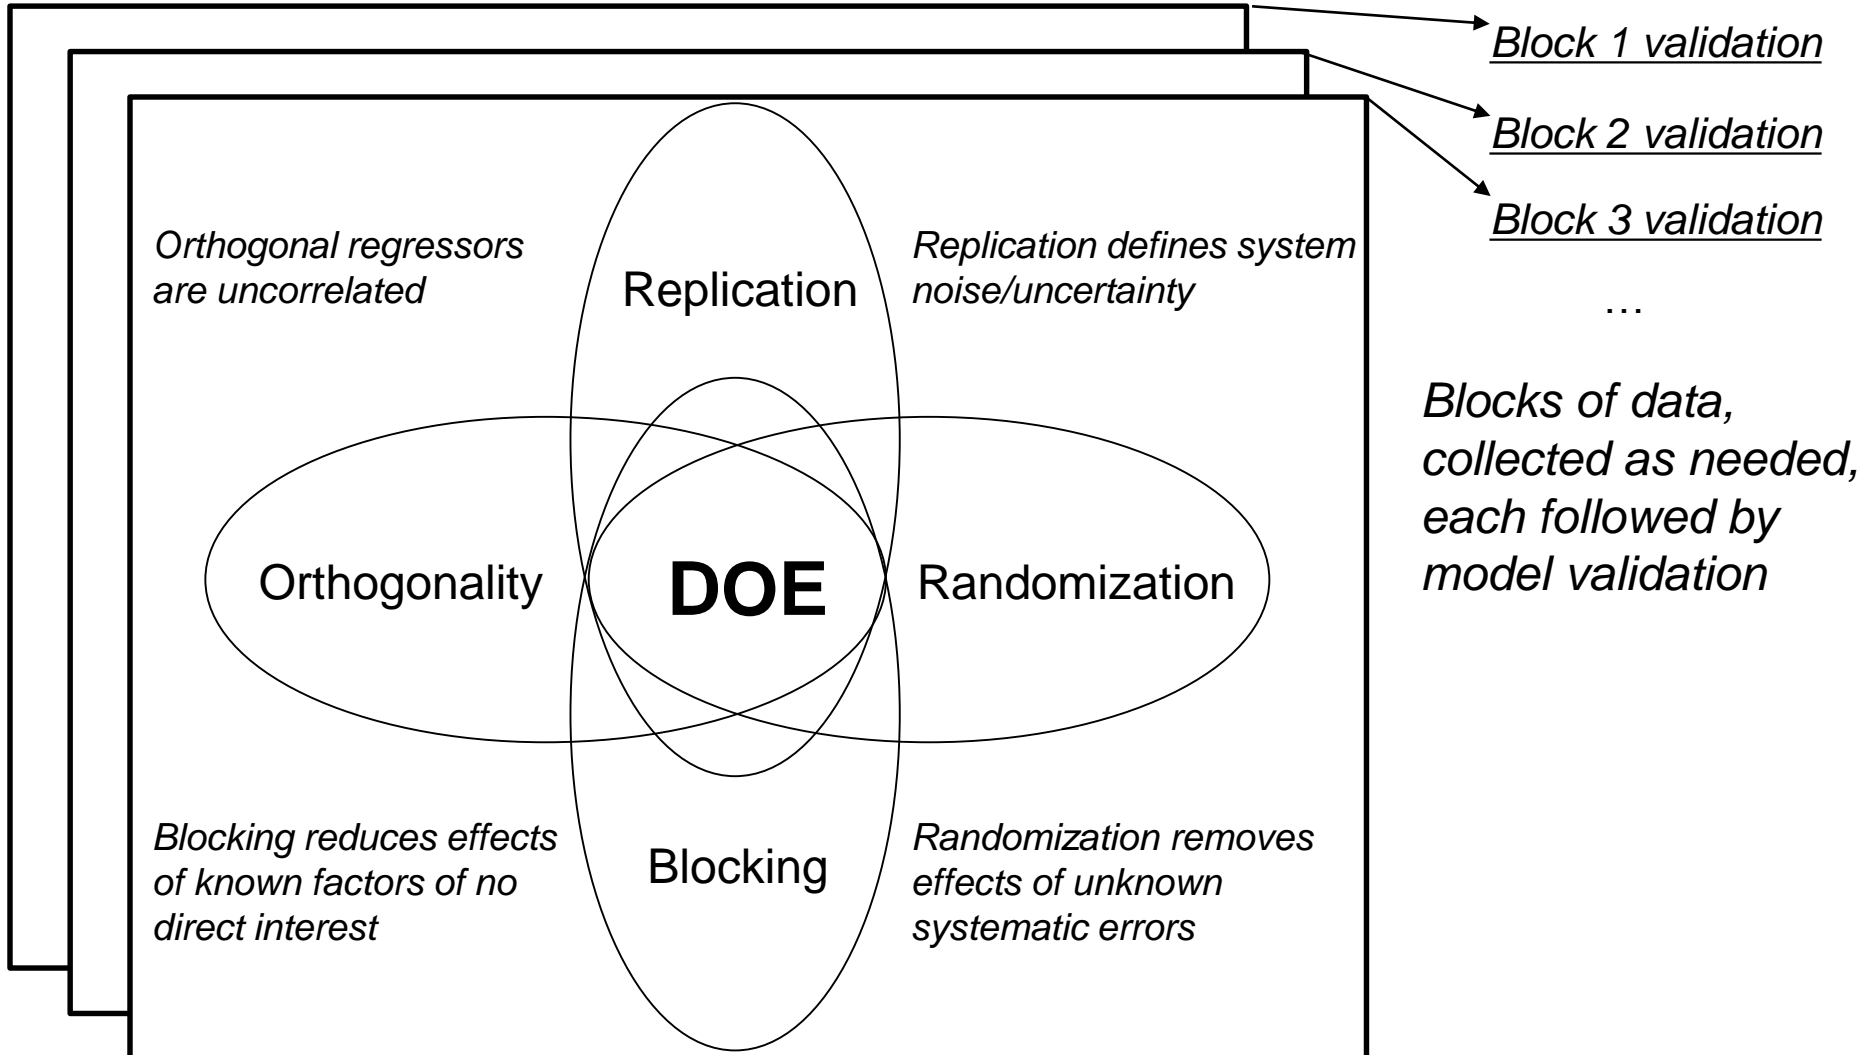 Block 1 validation
Block 2 validation
Block 3 validation
…
Blocks of data,
collected as needed,
each followed by
model validation
Orthogonal regressors
are uncorrelated
Replication
Replication defines system
noise/uncertainty
Orthogonality
DOE
Randomization
Blocking reduces effects
of known factors of no
direct interest
Blocking
Randomization removes
effects of unknown
systematic errors